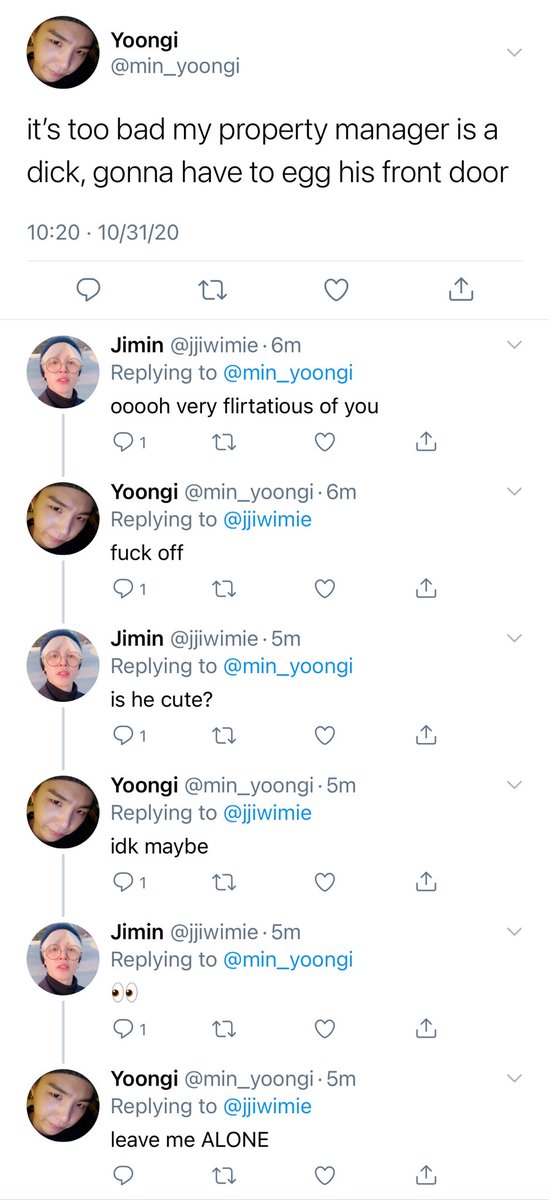 Yoongi
@min_yoongi
it’s too bad my property manager is a
dick, gonna have to egg his front door
10:20 · 10/31/20
Jimin @jjiwimie · 6m
Replying to @min_yoongi
ooooh very flirtatious of you
1
Yoongi @min_yoongi · 6m
Replying to @jjiwimie
fuck off
1
Jimin @jjiwimie · 5m
Replying to @min_yoongi
is he cute?
1
Yoongi @min_yoongi · 5m
Replying to @jjiwimie
idk maybe
1
Jimin @jjiwimie · 5m
Replying to @min_yoongi
👀
1
Yoongi @min_yoongi · 5m
Replying to @jjiwimie
leave me ALONE